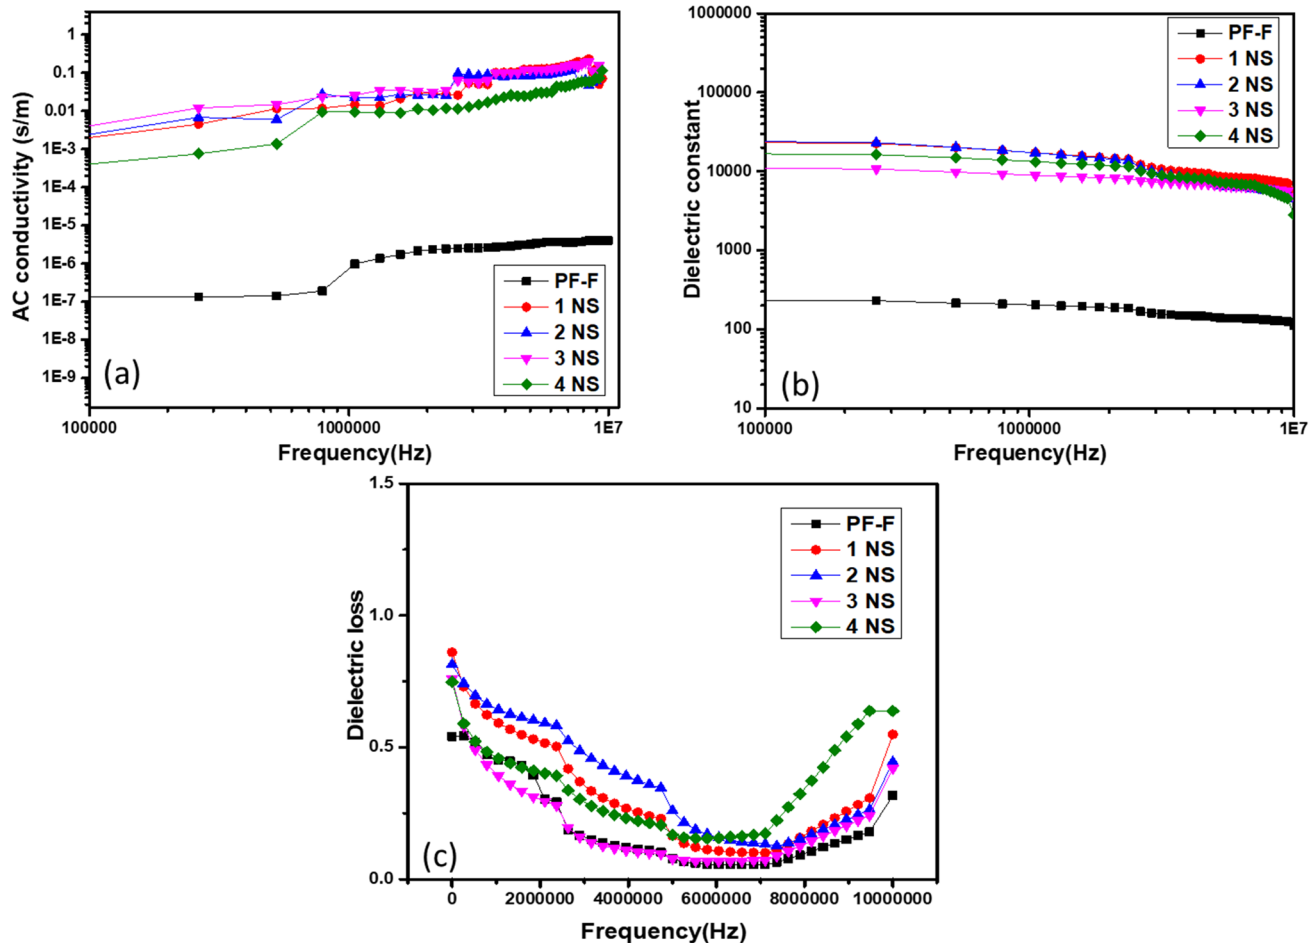 AC conductivity (s/m)
1
0.1
0.01
1E-3
1E-4
1E-5
1E-6
1E-7
1E-8
1E-9
(a)
PF-F
1 NS
2 NS
3 NS
4 NS
100000
1000000
1E7
Frequency(Hz)
Dielectric constant
1000000
100000
10000
1000
100
10
(b)
PF-F
1 NS
2 NS
3 NS
4 NS
100000
1000000
1E7
Frequency(Hz)
Dielectric loss
1.5
1.0
0.5
0.0
(c)
PF-F
1 NS
2 NS
3 NS
4 NS
0
2000000
4000000
6000000
8000000
10000000
Frequency(Hz)